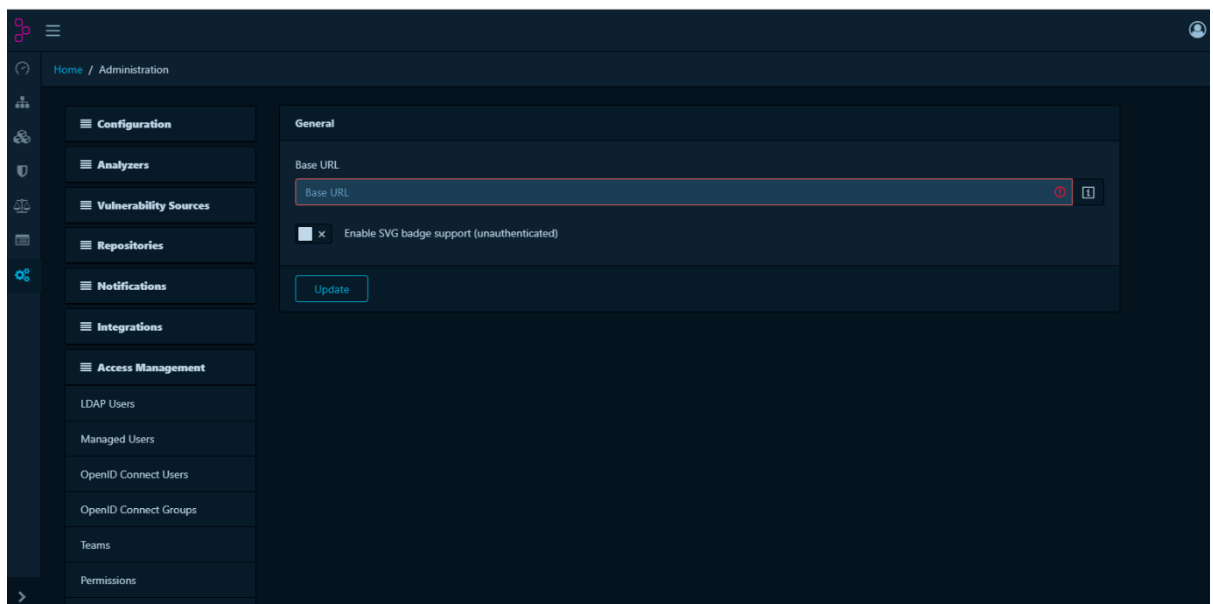 Home / Administration
Configuration
Analyzers
Vulnerability Sources
Repositories
Notifications
Integrations
Access Management
LDAP Users
Managed Users
OpenID Connect Users
OpenID Connect Groups
Teams
Permissions
General
Base URL
Base URL
Enable SVG badge support (unauthenticated)
Update